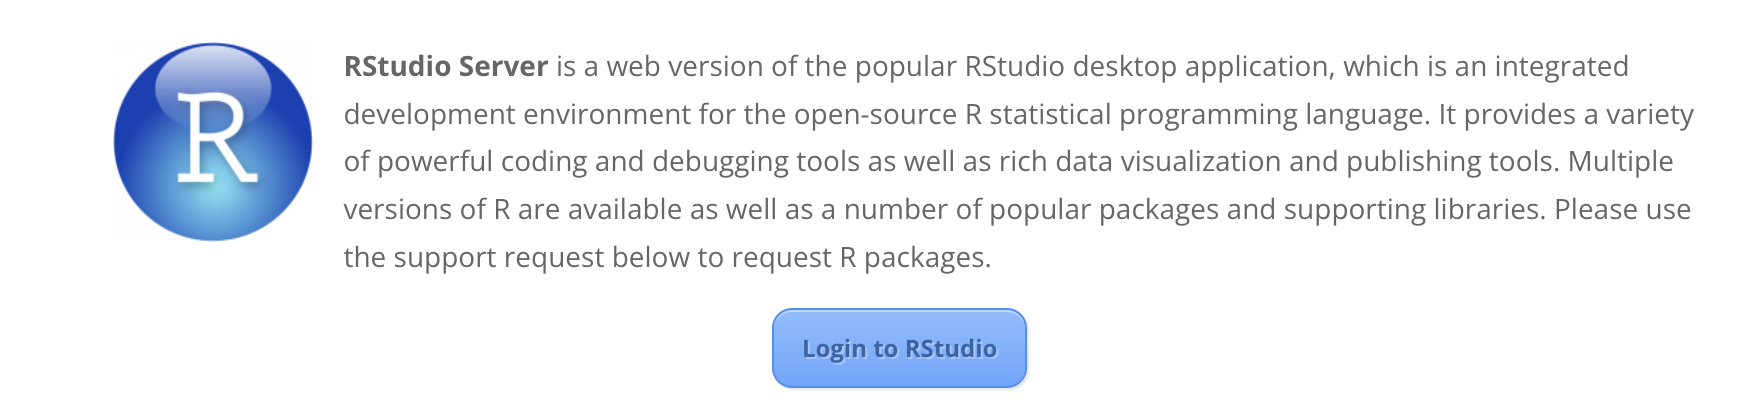 R
RStudio Server is a web version of the popular RStudio desktop application, which is an integrated
development environment for the open-source R statistical programming language. It provides a variety
of powerful coding and debugging tools as well as rich data visualization and publishing tools. Multiple
versions of R are available as well as a number of popular packages and supporting libraries. Please use
the support request below to request R packages.
Login to RStudio